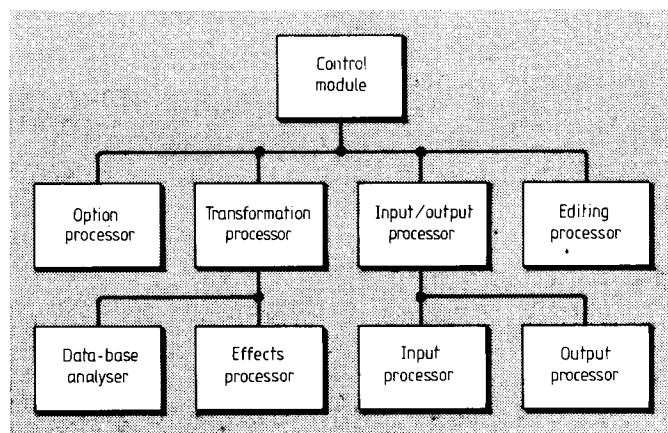 Control
module
Option
processor
Transformation
processor
Input/output
processor
Editing
processor
Data-base
analyser
Effects
processor
Input
processor
Output
processor